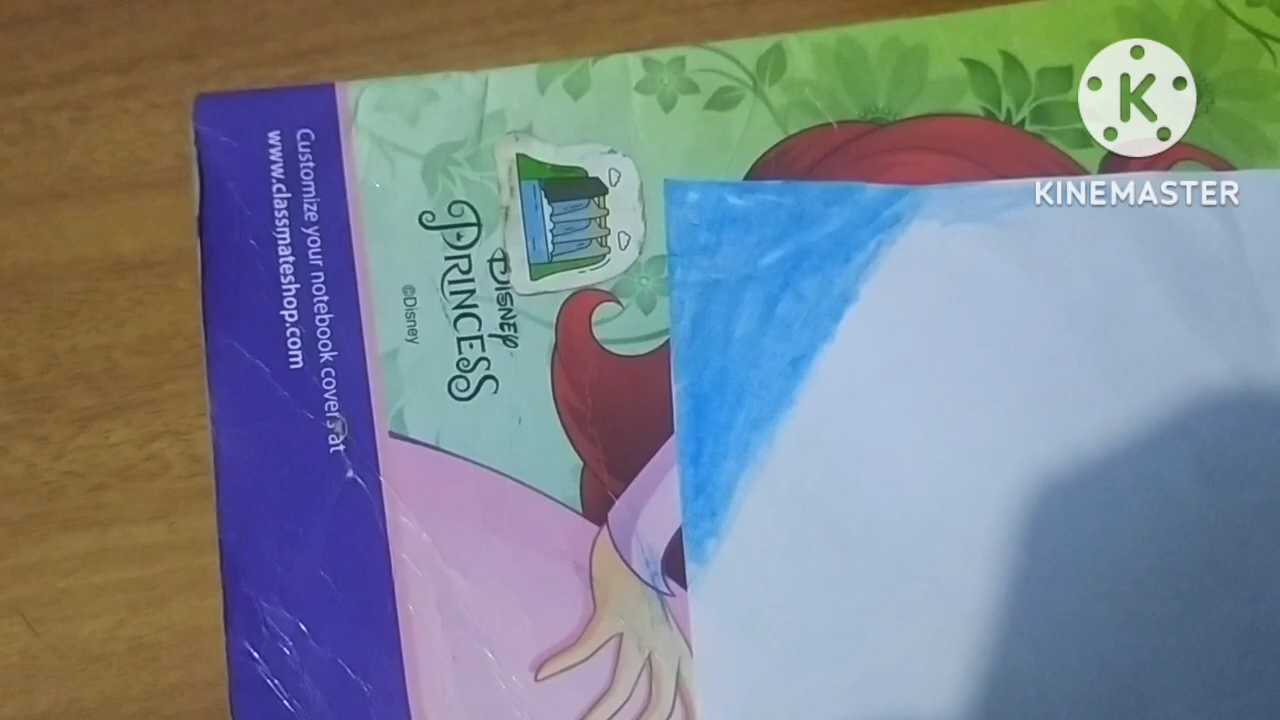 Customize your notebook covers at
www.classmateshop.com
DISNEP
PRINCESS
©Disney
K
KINEMASTER